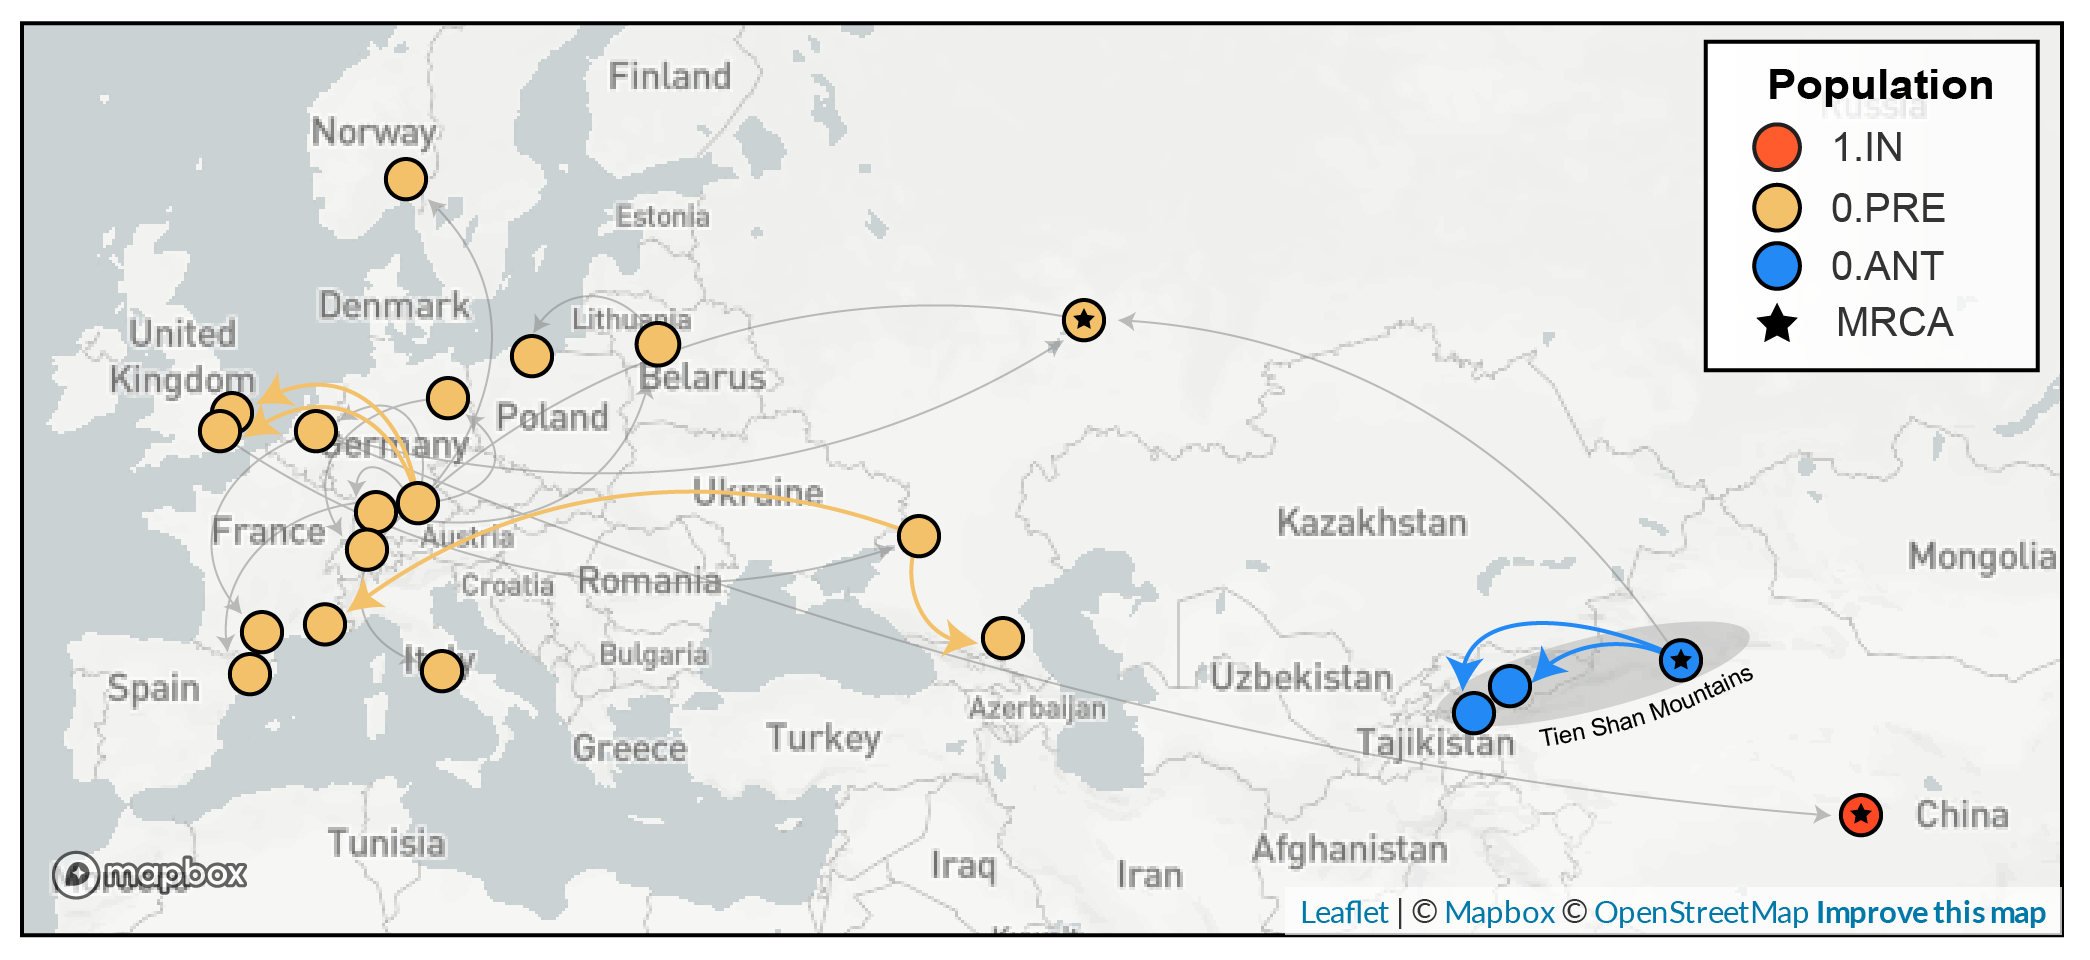 Population
Russia
1.IN
0.PRE
0.ANT
MRCA
Finland
Norway
Estonia
Denmark
Lithuania
United
Kingdom
Belarus
Poland
Germany
Ukraine
France
Austria
Kazakhstan
Mongolia
Croatia
Romania
Italy
Bulgaria
Spain
Uzbekistan
Azerbaijan
Tien Shan Mountains
Greece
Turkey
Tajikistan
China
Tunisia
Afghanistan
Iraq
Iran
mapbox
Leaflet | © Mapbox © OpenStreetMap Improve this map